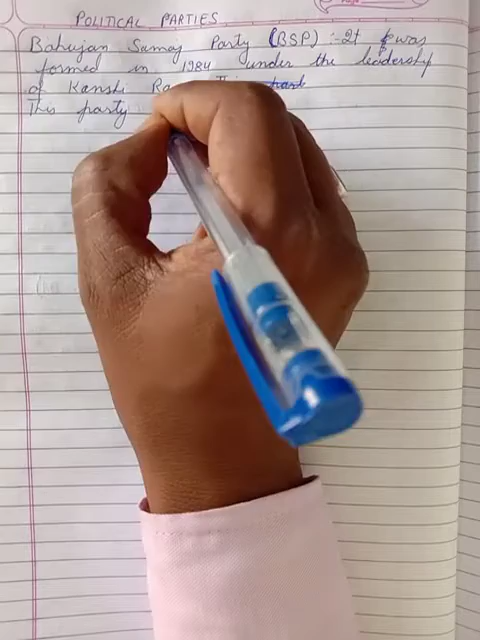 POLITICAL PARTIES
Bahujan Samaj Party (BSP) :- It was
formed in 1984 under the leadership
of Kanshi
This party